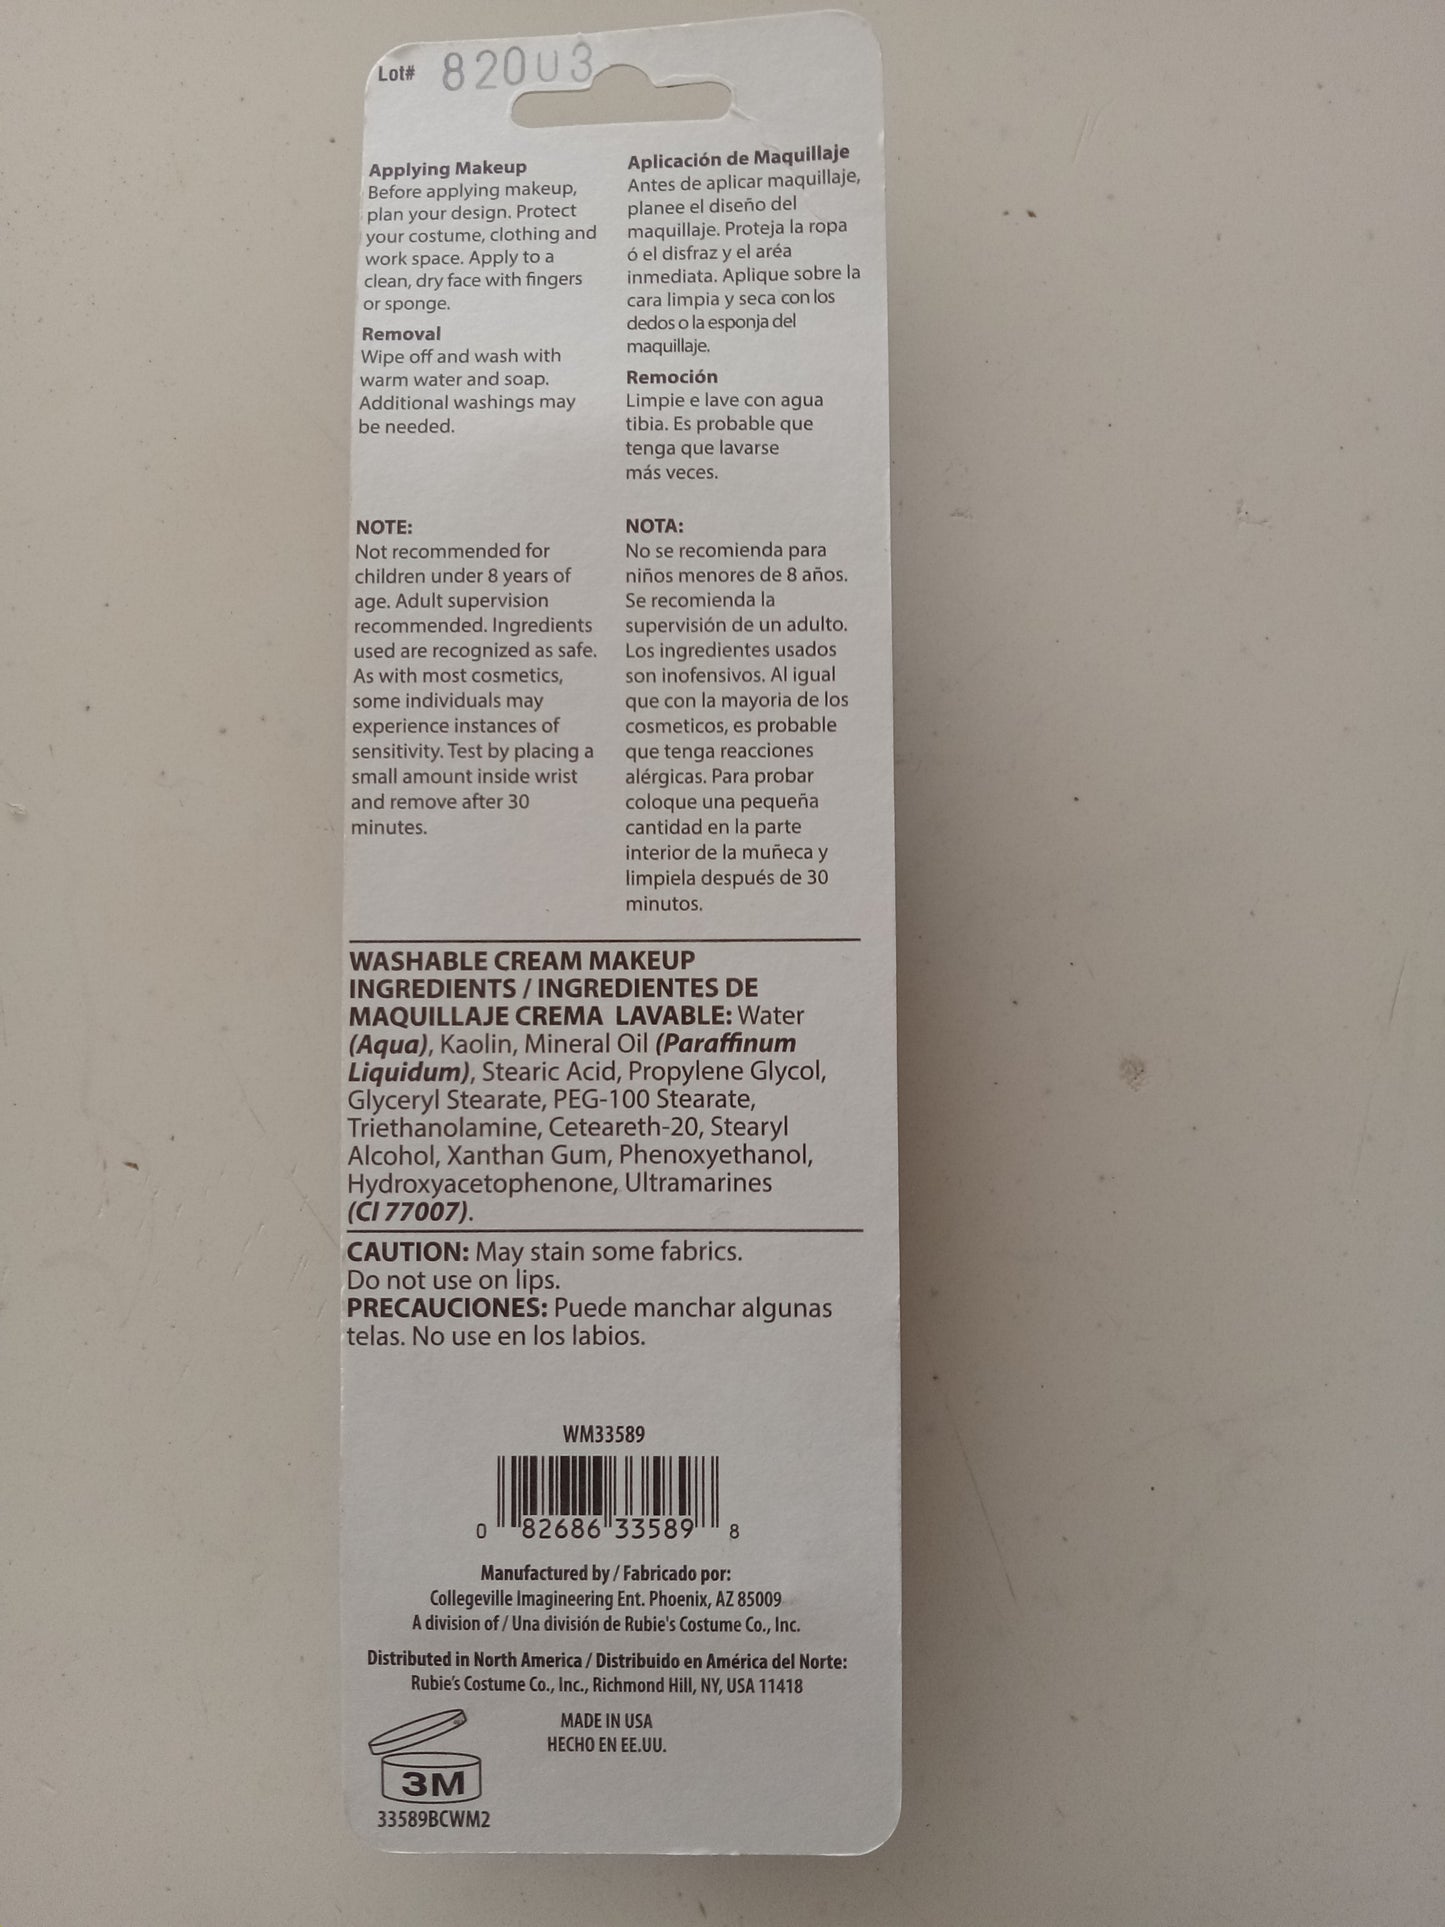 Lot# 820U3
Applying Makeup
Before applying makeup,
plan your design. Protect
your costume, clothing and
work space. Apply to a
clean, dry face with fingers
or sponge.
Removal
Wipe off and wash with
warm water and soap.
Additional washings may
be needed.
NOTE:
Not recommended for
children under 8 years of
age. Adult supervision
recommended. Ingredients
used are recognized as safe.
As with most cosmetics,
some individuals may
experience instances of
sensitivity. Test by placing a
small amount inside wrist
and remove after 30
minutes.
Aplicación de Maquillaje
Antes de aplicar maquillaje,
planee el diseño del
maquillaje. Proteja la ropa
ó el disfraz y el aréa
inmediata. Aplique sobre la
cara limpia y seca con los
dedos o la esponja del
maquillaje.
Remoción
Limpie e lave con agua
tibia. Es probable que
tenga que lavarse
más veces.
NOTA:
No se recomienda para
niños menores de 8 años.
Se recomienda la
supervisión de un adulto.
Los ingredientes usados
son inofensivos. Al igual
que con la mayoria de los
cosmeticos, es probable
que tenga reacciones
alérgicas. Para probar
coloque una pequeña
cantidad en la parte
interior de la muñeca y
limpiela después de 30
minutos.
WASHABLE CREAM MAKEUP
INGREDIENTS / INGREDIENTES DE
MAQUILLAJE CREMA LAVABLE: Water
(Aqua), Kaolin, Mineral Oil (Paraffinum
Liquidum), Stearic Acid, Propylene Glycol,
Glyceryl Stearate, PEG-100 Stearate,
Triethanolamine, Ceteareth-20, Stearyl
Alcohol, Xanthan Gum, Phenoxyethanol,
Hydroxyacetophenone, Ultramarines
(CI 77007).
CAUTION: May stain some fabrics.
Do not use on lips.
PRECAUCIONES: Puede manchar algunas
telas. No use en los labios.
WM33589
0 82686 33589 8
Manufactured by / Fabricado por:
Collegeville Imagineering Ent. Phoenix, AZ 85009
A division of / Una división de Rubie's Costume Co., Inc.
Distributed in North America / Distribuido en América del Norte:
Rubie's Costume Co., Inc., Richmond Hill, NY, USA 11418
MADE IN USA
HECHO EN EE.UU.
3M
33589BCWM2